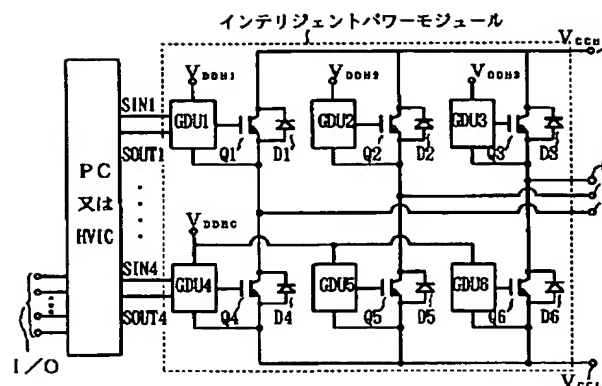 インテリジェントパワーモジュール
VCCH
VDDH1
VDDH2
VDDH3
SIN1
GDU1
GDU2
GDU3
SOUT1
Q1
D1
Q2
D2
Q3
D3
PC
又は
HVIC
VDDHC
SIN4
GDU4
GDU5
GDU6
SOUT4
Q4
D4
Q5
D5
Q6
D6
I/O